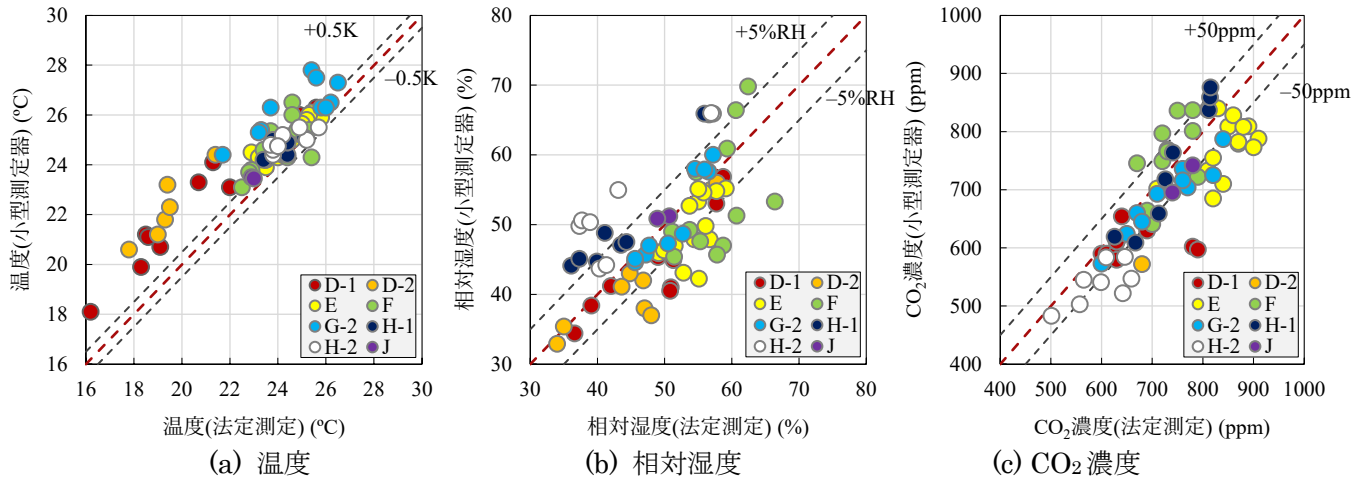 30
28
26
24
22
20
18
16
16 18 20 22 24 26 28 30
温度(小型測定器) (ºC)
温度(法定測定) (ºC)
+0.5K
–0.5K
D-1 D-2
E F
G-2 H-1
H-2 J
(a) 温度
80
70
60
50
40
30
30 40 50 60 70 80
相対湿度(小型測定器) (%)
相対湿度(法定測定) (%)
+5%RH
–5%RH
D-1 D-2
E F
G-2 H-1
H-2 J
(b) 相対湿度
1000
900
800
700
600
500
400
400 500 600 700 800 900 1000
CO₂濃度(小型測定器) (ppm)
CO₂濃度(法定測定) (ppm)
+50ppm
–50ppm
D-1 D-2
E F
G-2 H-1
H-2 J
(c) CO₂ 濃度